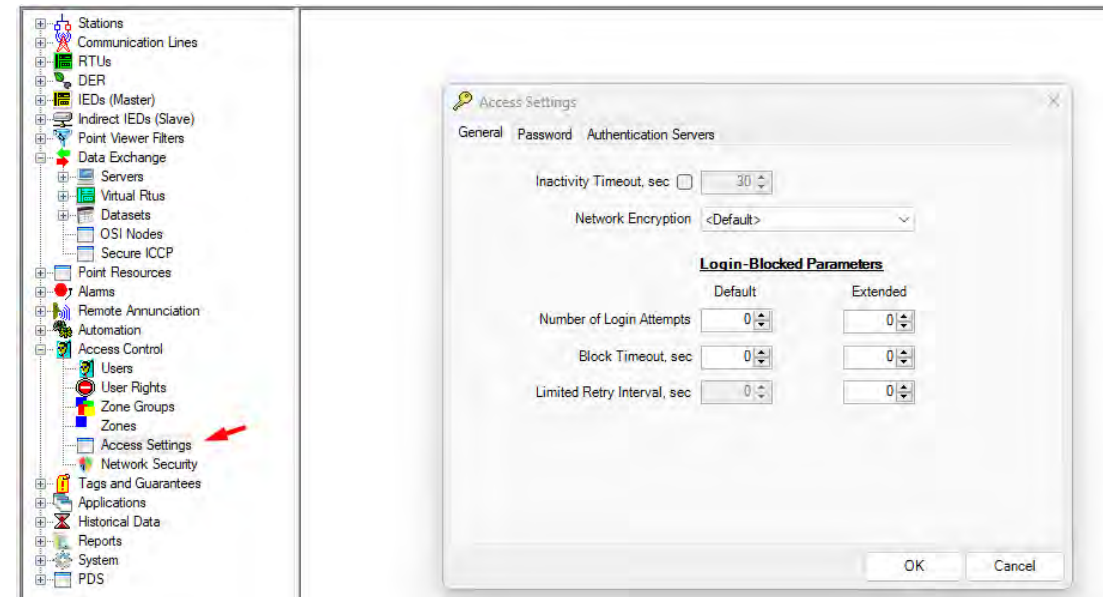 Stations
Communication Lines
RTUs
DER
IEDs (Master)
Indirect IEDs (Slave)
Point Viewer Filters
Data Exchange
Servers
Virtual Rtus
Datasets
OSI Nodes
Secure ICCP
Point Resources
Alarms
Remote Annunciation
Automation
Access Control
Users
User Rights
Zone Groups
Zones
Access Settings
Network Security
Tags and Guarantees
Applications
Historical Data
Reports
System
PDS
Access Settings
General Password Authentication Servers
Inactivity Timeout, sec 30
Network Encryption <Default>
Login-Blocked Parameters
Default Extended
Number of Login Attempts 0 0
Block Timeout, sec 0 0
Limited Retry Interval, sec 0 0
OK Cancel